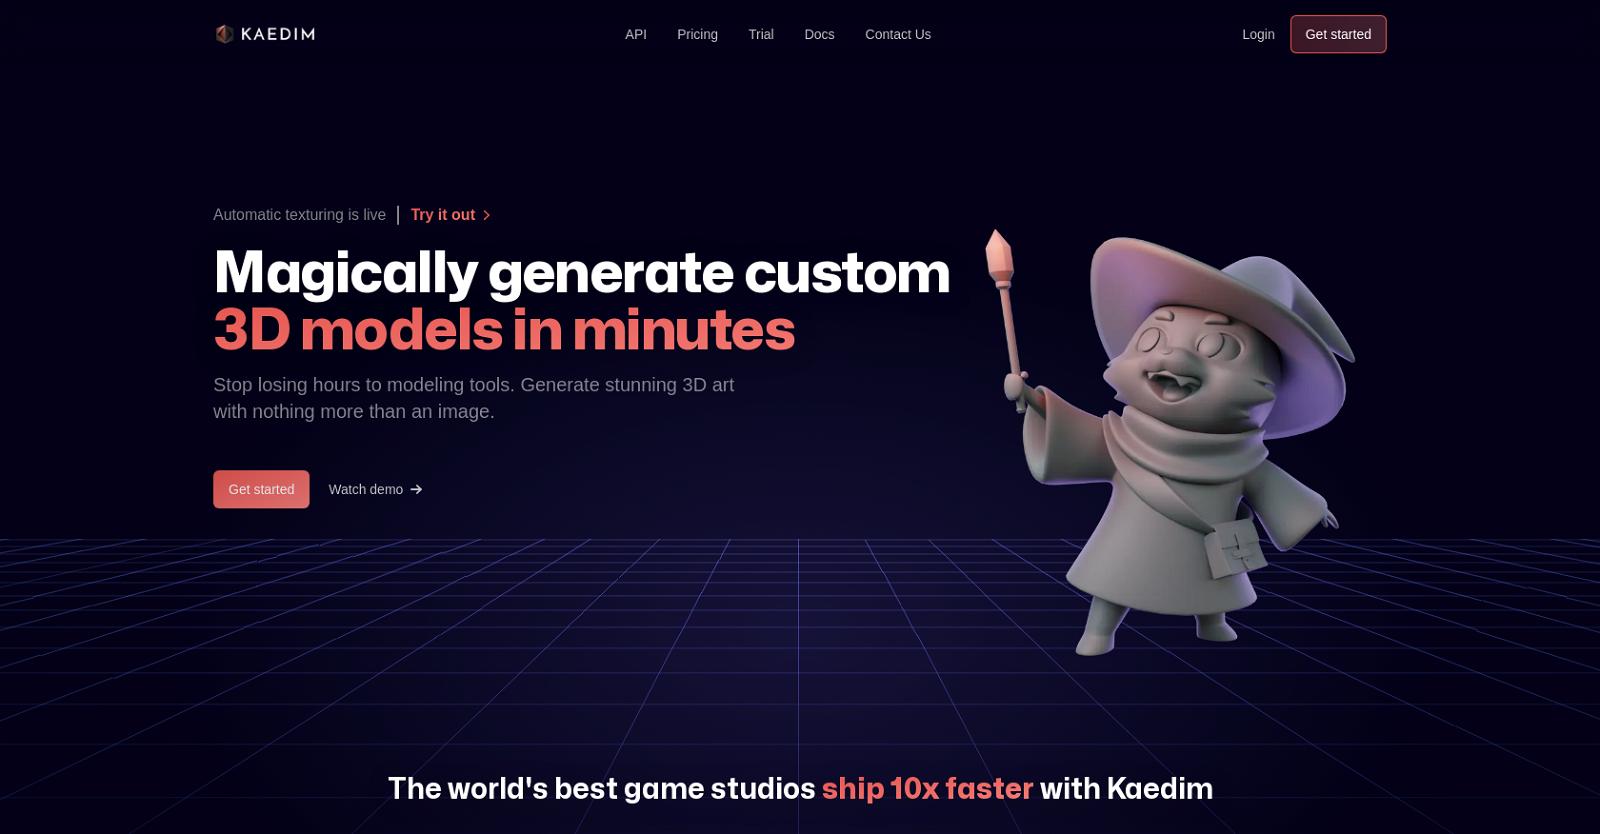 KAEDIM
API
Pricing
Trial
Docs
Contact Us
Login
Get started
Automatic texturing is live
Try it out
Magically generate custom
3D models in minutes
Stop losing hours to modeling tools. Generate stunning 3D art
with nothing more than an image.
Get started
Watch demo
The world's best game studios ship 10x faster with Kaedim